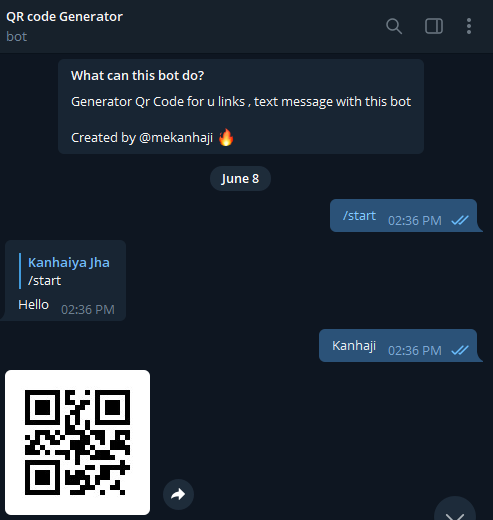 QR code Generator
bot
What can this bot do?
Generator Qr Code for u links , text message with this bot
Created by @mekanhaji 🔥
June 8
/start 02:36 PM
Kanhaiya Jha
/start
Hello 02:36 PM
Kanhaji 02:36 PM